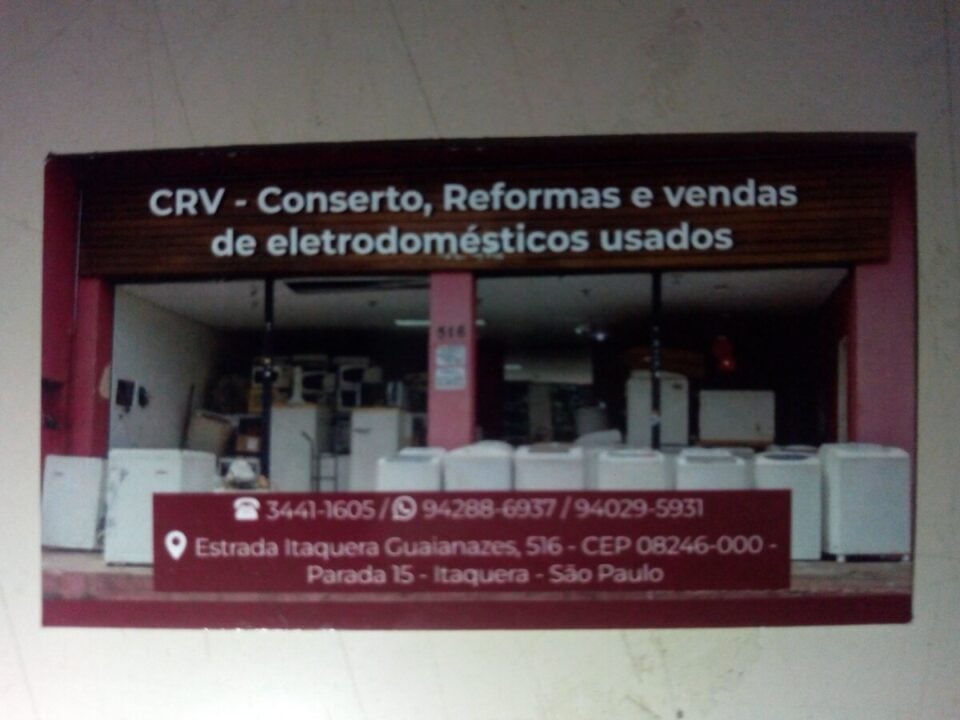 CRV - Conserto, Reformas e vendas
de eletrodomésticos usados
516
3441-1605 / 94288-6937 / 94029-5931
Estrada Itaquera Guaianazes, 516 - CEP 08246-000 -
Parada 15 - Itaquera - São Paulo